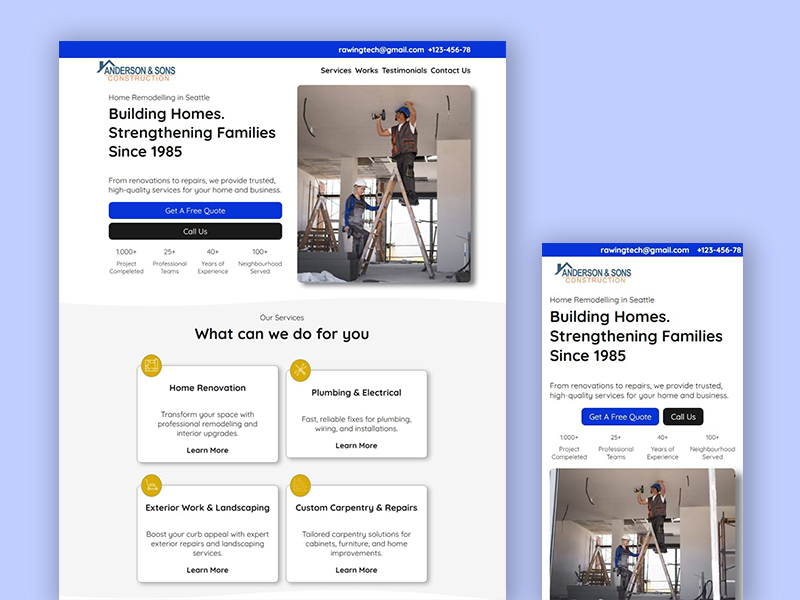 rawingtech@gmail.com +123-456-78
ANDERSON & SONS
CONSTRUCTION
Services Works Testimonials Contact Us
Home Remodelling in Seattle
Building Homes.
Strengthening Families
Since 1985
From renovations to repairs, we provide trusted,
high-quality services for your home and business.
Get A Free Quote
Call Us
1.000+ 25+ 40+ 100+
Project Professional Years of Neighbourhood
Compeleted Teams Experience Served
Our Services
What can we do for you
Home Renovation
Transform your space with
professional remodeling and
interior upgrades.
Learn More
Plumbing & Electrical
Fast, reliable fixes for plumbing,
wiring, and installations.
Learn More
Exterior Work & Landscaping
Boost your curb appeal with expert
exterior repairs and landscaping
services.
Learn More
Custom Carpentry & Repairs
Tailored carpentry solutions for
cabinets, furniture, and home
improvements.
Learn More
rawingtech@gmail.com +123-456-78
ANDERSON & SONS
CONSTRUCTION
Home Remodelling in Seattle
Building Homes.
Strengthening Families
Since 1985
From renovations to repairs, we provide trusted,
high-quality services for your home and business.
Get A Free Quote Call Us
1.000+ 25+ 40+ 100+
Project Professional Years of Neighbourhood
Compeleted Teams Experience Served